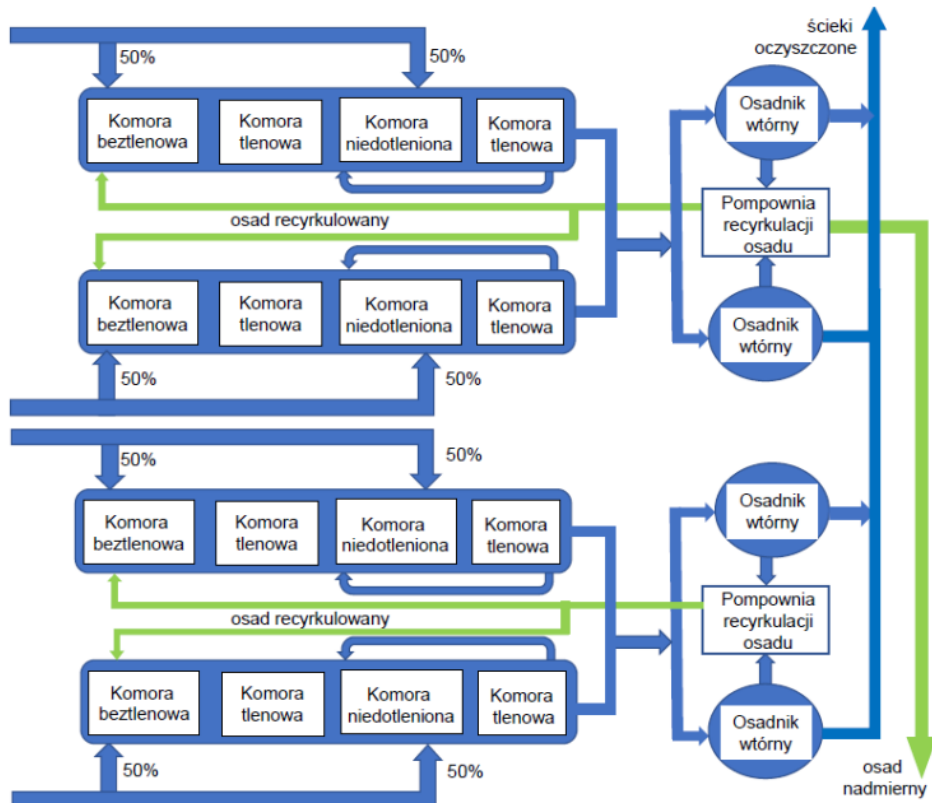 ścieki
oczyszczone
50%
50%
Komora
beztlenowa
Komora
tlenowa
Komora
niedotleniona
Komora
tlenowa
Osadnik
wtórny
osad recyrkulowany
Pompownia
recyrkulacji
osadu
Komora
beztlenowa
Komora
tlenowa
Komora
niedotleniona
Komora
tlenowa
Osadnik
wtórny
50%
50%
50%
50%
Komora
beztlenowa
Komora
tlenowa
Komora
niedotleniona
Komora
tlenowa
Osadnik
wtórny
osad recyrkulowany
Pompownia
recyrkulacji
osadu
Komora
beztlenowa
Komora
tlenowa
Komora
niedotleniona
Komora
tlenowa
Osadnik
wtórny
50%
50%
osad
nadmierny